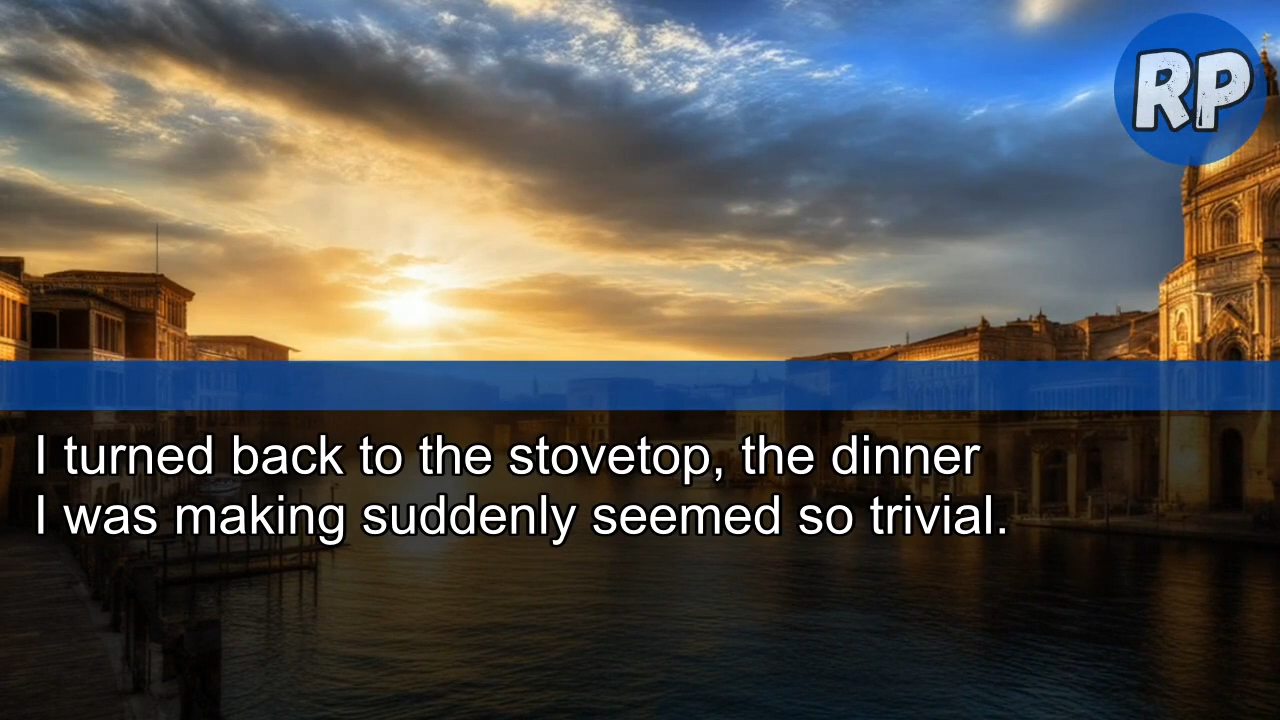 RP
I turned back to the stovetop, the dinner
I was making suddenly seemed so trivial.